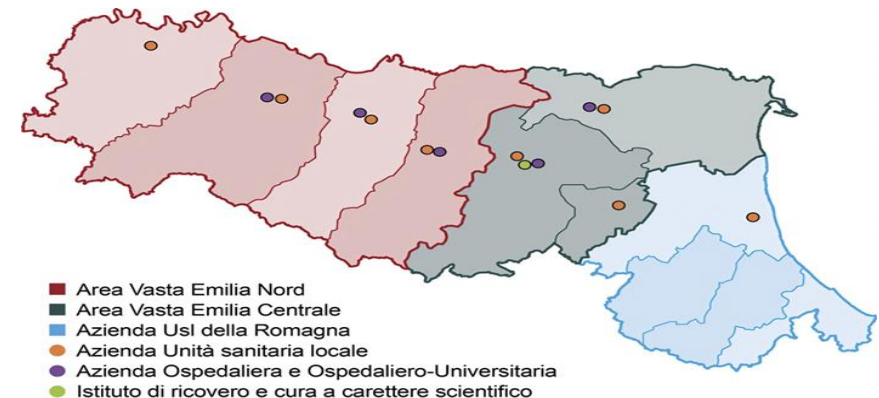 Area Vasta Emilia Nord
Area Vasta Emilia Centrale
Azienda Usl della Romagna
Azienda Unità sanitaria locale
Azienda Ospedaliera e Ospedaliero-Universitaria
Istituto di ricovero e cura a carettere scientifico